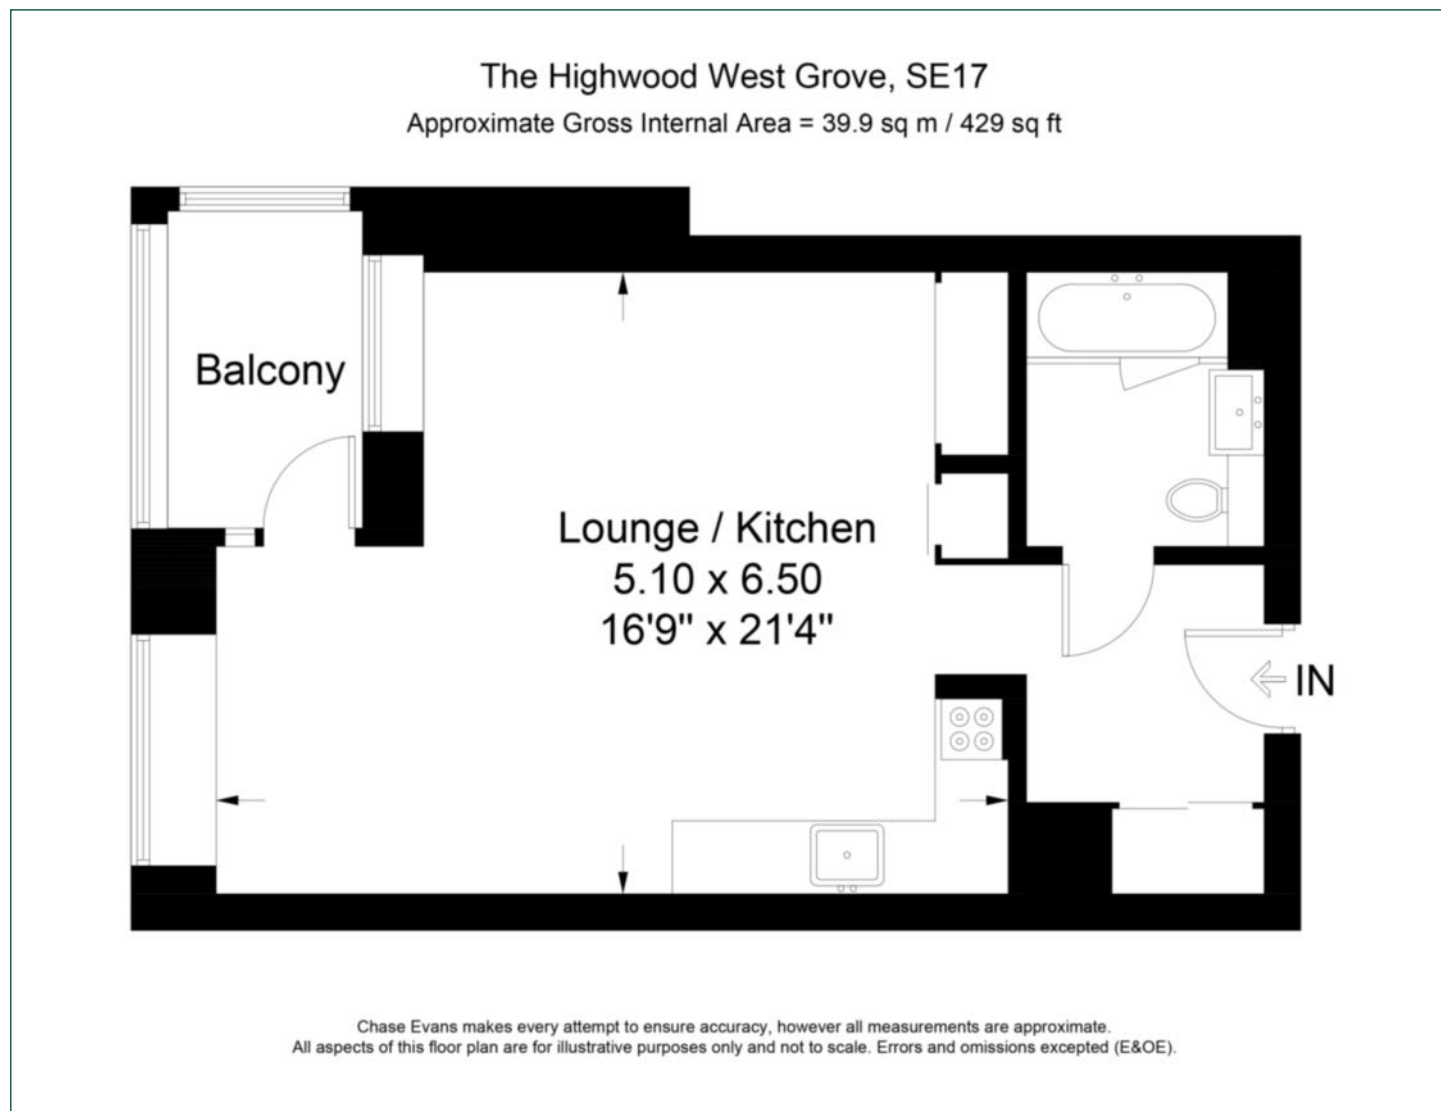 The Highwood West Grove, SE17
Approximate Gross Internal Area = 39.9 sq m / 429 sq ft
Balcony
Lounge / Kitchen
5.10 x 6.50
16'9" x 21'4"
IN
Chase Evans makes every attempt to ensure accuracy, however all measurements are approximate.
All aspects of this floor plan are for illustrative purposes only and not to scale. Errors and omissions excepted (E&OE).